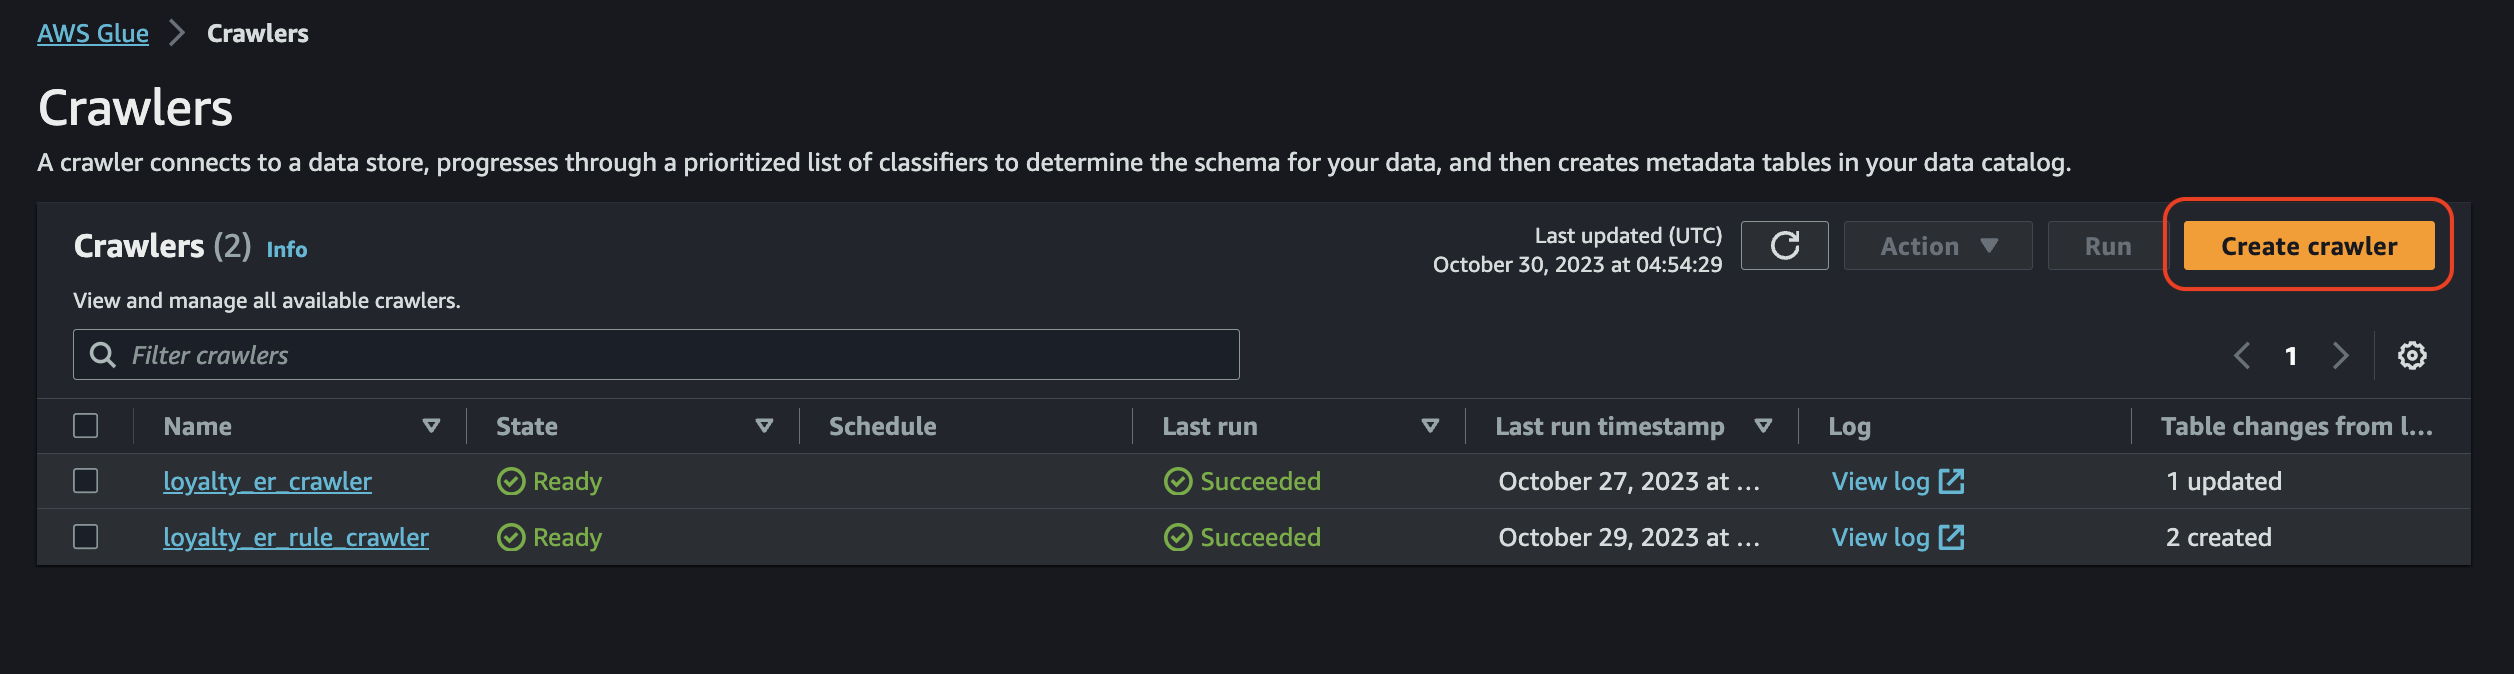 AWS Glue > Crawlers
Crawlers
A crawler connects to a data store, progresses through a prioritized list of classifiers to determine the schema for your data, and then creates metadata tables in your data catalog.
Crawlers (2) Info
Last updated (UTC)
October 30, 2023 at 04:54:29
Action
Run
Create crawler
View and manage all available crawlers.
Filter crawlers
1
Name State Schedule Last run Last run timestamp Log Table changes from l...
loyalty_er_crawler Ready Succeeded October 27, 2023 at ... View log 1 updated
loyalty_er_rule_crawler Ready Succeeded October 29, 2023 at ... View log 2 created